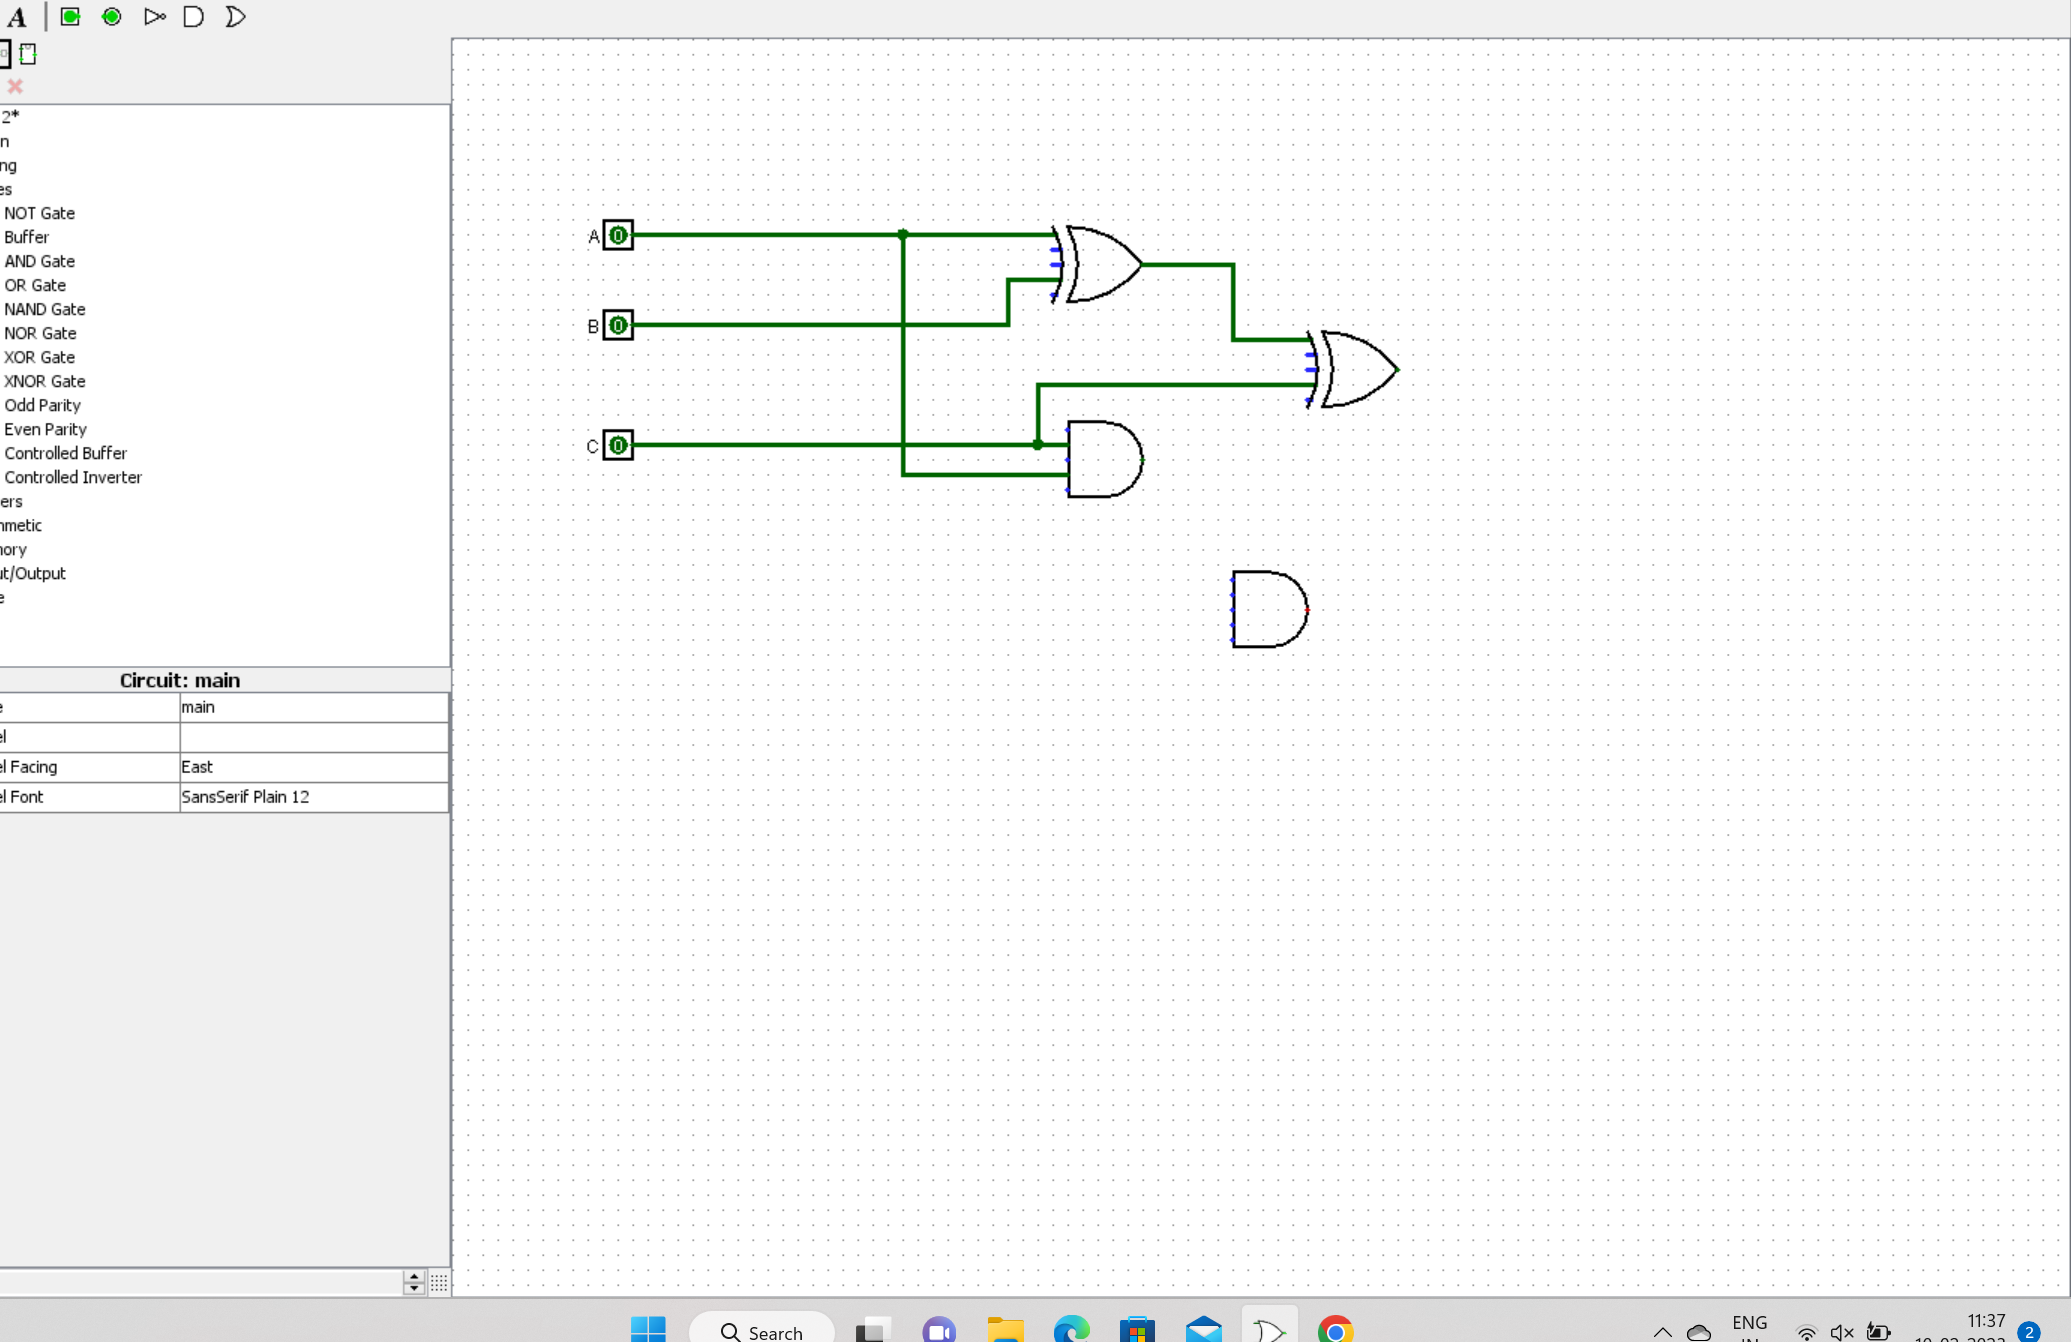 A
2*
n
ng
es
NOT Gate
Buffer
AND Gate
OR Gate
NAND Gate
NOR Gate
XOR Gate
XNOR Gate
Odd Parity
Even Parity
Controlled Buffer
Controlled Inverter
ers
hmetic
nory
ut/Output
e
A 0
B 0
C 0
Circuit: main
e main
el
el Facing East
el Font SansSerif Plain 12
Search
ENG
11:37
2